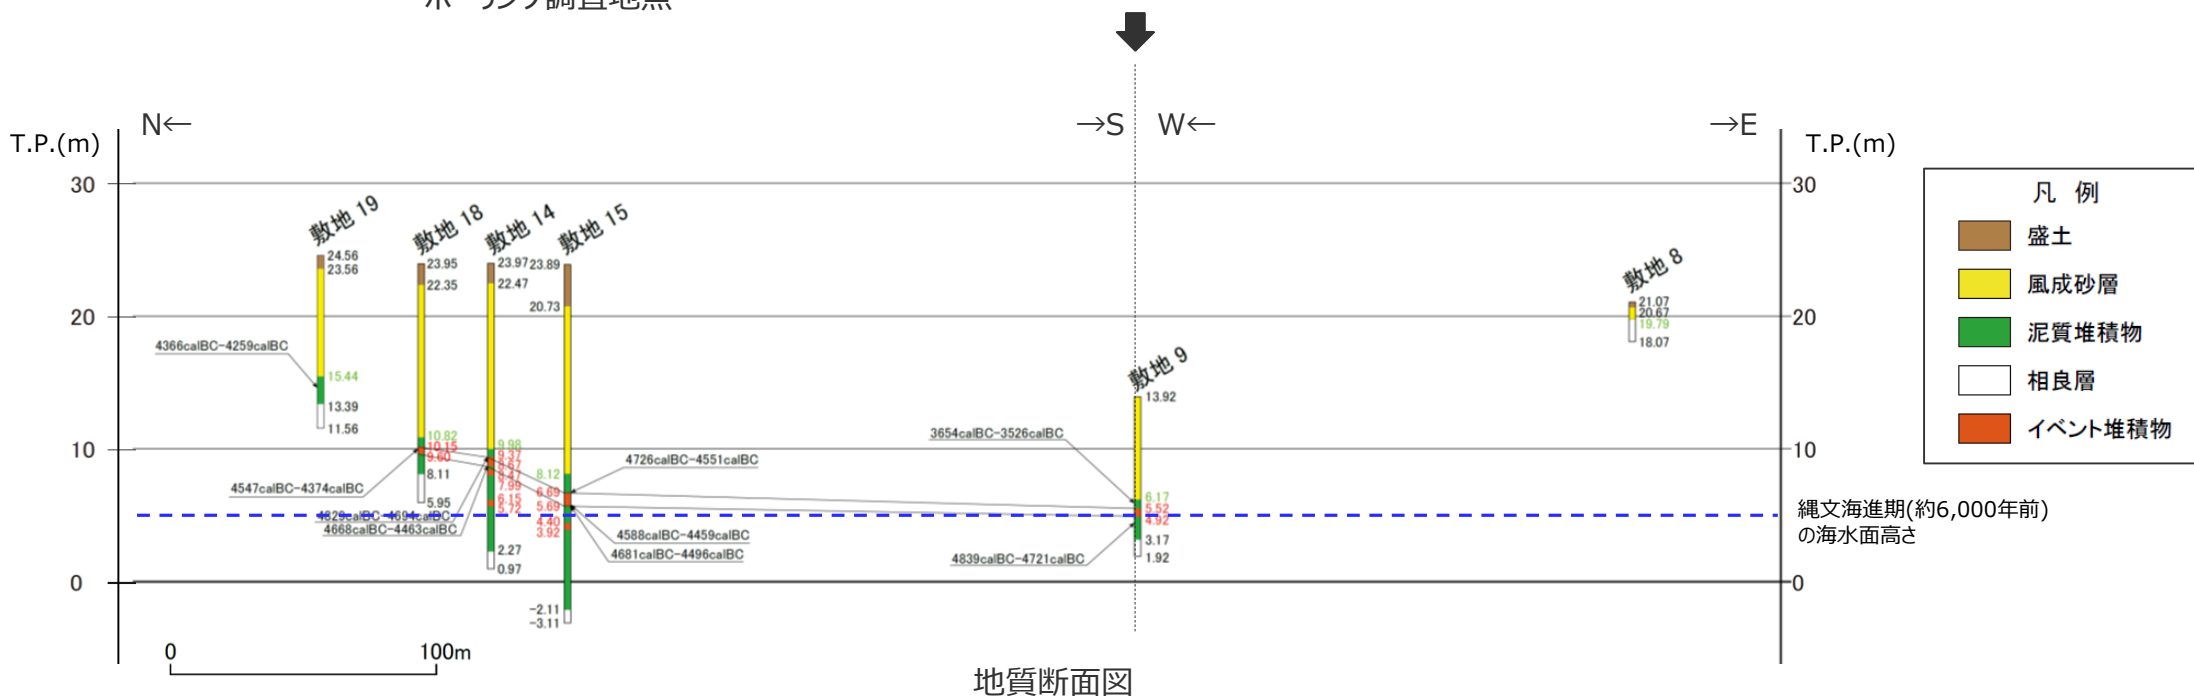 ボーリング調査地点
N←
→S
W←
→E
T.P.(m)
T.P.(m)
30
20
10
0
30
20
10
0
敷地 19
24.56
23.56
15.44
13.39
11.56
4366calBC-4259calBC
敷地 18
23.95
22.35
10.82
10.15
9.60
8.11
5.95
4547calBC-4374calBC
敷地 14
23.97
22.47
9.98
9.37
8.67
8.47
7.99
6.15
5.72
2.27
0.97
4829calBC-4694calBC
4668calBC-4463calBC
敷地 15
23.89
20.73
8.12
6.69
5.69
4.40
3.92
-2.11
-3.11
4726calBC-4551calBC
4588calBC-4459calBC
4681calBC-4496calBC
敷地 9
13.92
6.17
5.52
4.92
3.17
1.92
3654calBC-3526calBC
4839calBC-4721calBC
敷地 8
21.07
20.67
19.79
18.07
凡 例
盛土
風成砂層
泥質堆積物
相良層
イベント堆積物
縄文海進期(約6,000年前)
の海水面高さ
0
100m
地質断面図